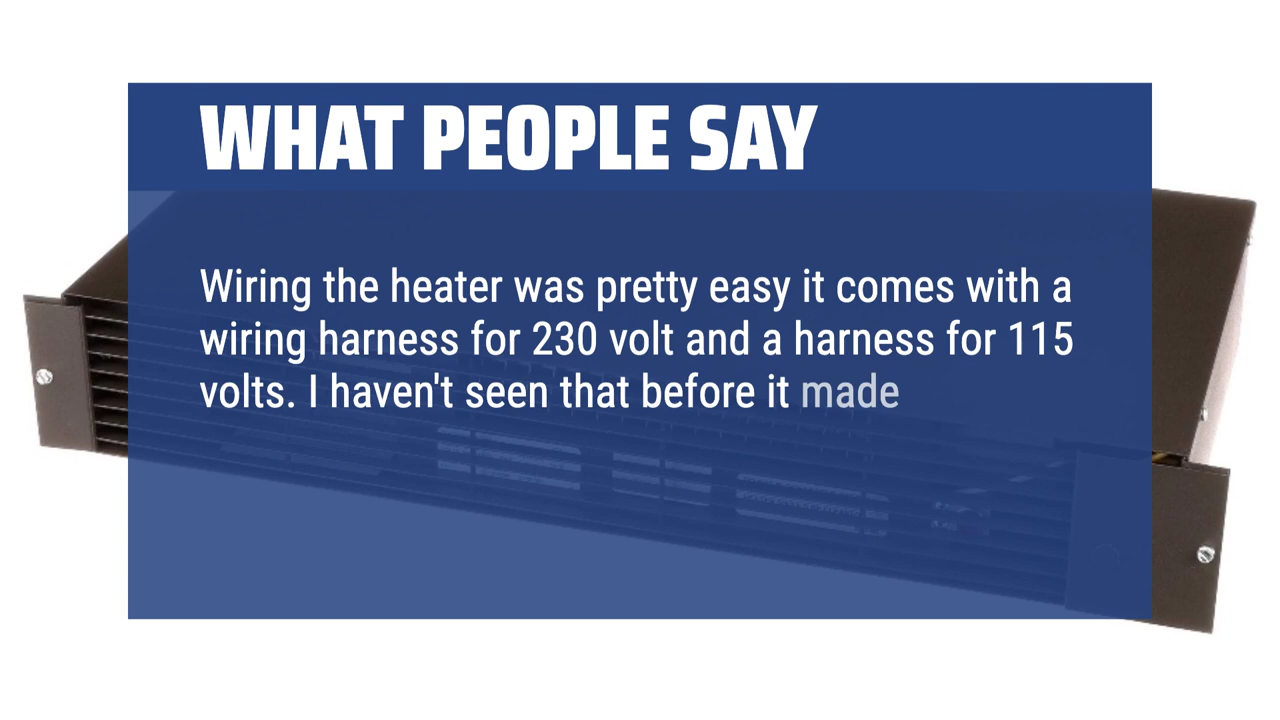 WHAT PEOPLE SAY
Wiring the heater was pretty easy it comes with a
wiring harness for 230 volt and a harness for 115
volts. I haven't seen that before it made